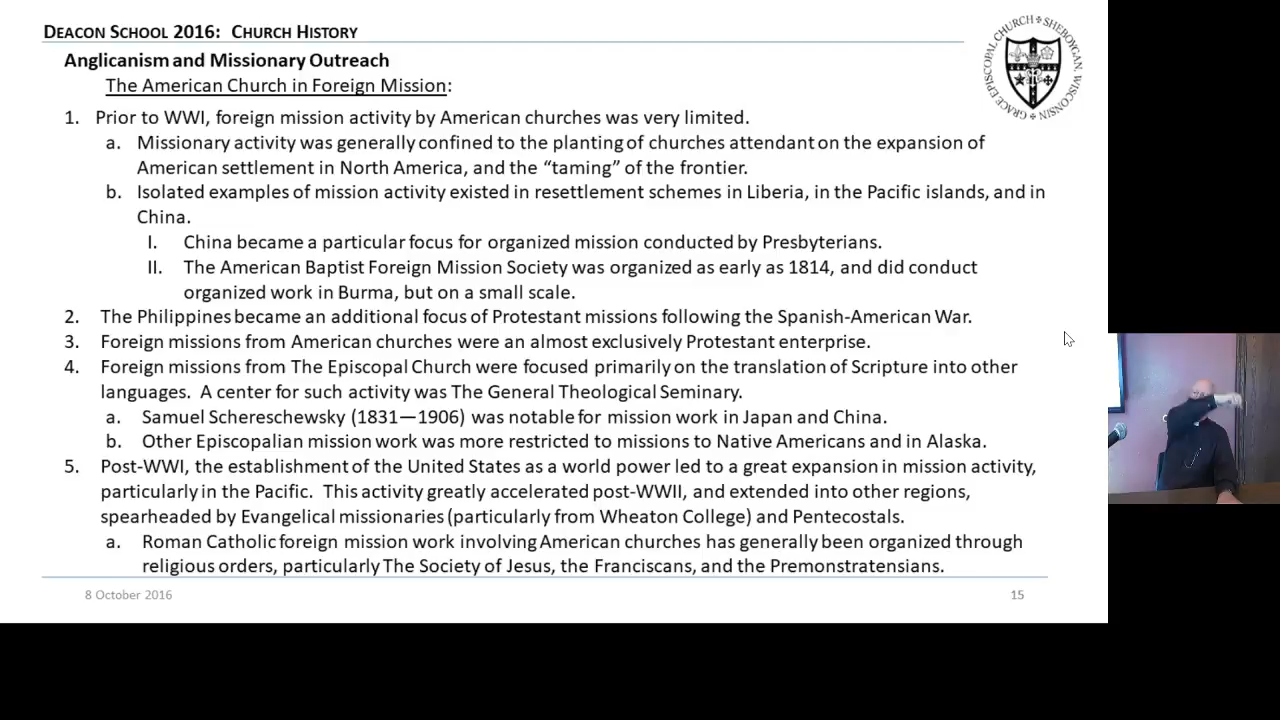 DEACON SCHOOL 2016: CHURCH HISTORY
Anglicanism and Missionary Outreach
The American Church in Foreign Mission:
1. Prior to WWI, foreign mission activity by American churches was very limited.
a. Missionary activity was generally confined to the planting of churches attendant on the expansion of
American settlement in North America, and the “taming” of the frontier.
b. Isolated examples of mission activity existed in resettlement schemes in Liberia, in the Pacific islands, and in
China.
I. China became a particular focus for organized mission conducted by Presbyterians.
II. The American Baptist Foreign Mission Society was organized as early as 1814, and did conduct
organized work in Burma, but on a small scale.
2. The Philippines became an additional focus of Protestant missions following the Spanish-American War.
3. Foreign missions from American churches were an almost exclusively Protestant enterprise.
4. Foreign missions from The Episcopal Church were focused primarily on the translation of Scripture into other
languages. A center for such activity was The General Theological Seminary.
a. Samuel Schereschewsky (1831—1906) was notable for mission work in Japan and China.
b. Other Episcopalian mission work was more restricted to missions to Native Americans and in Alaska.
5. Post-WWI, the establishment of the United States as a world power led to a great expansion in mission activity,
particularly in the Pacific. This activity greatly accelerated post-WWII, and extended into other regions,
spearheaded by Evangelical missionaries (particularly from Wheaton College) and Pentecostals.
a. Roman Catholic foreign mission work involving American churches has generally been organized through
religious orders, particularly The Society of Jesus, the Franciscans, and the Premonstratensians.
8 October 2016
15
GRACE EPISCOPAL CHURCH SHEBOYGAN, WISCONSIN